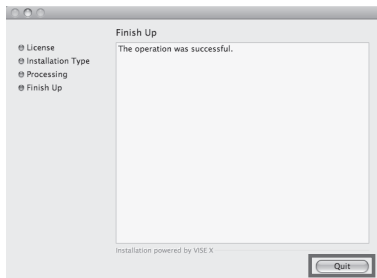 Finish Up
License
Installation Type
Processing
Finish Up
The operation was successful.
Installation powered by VISE X
Quit